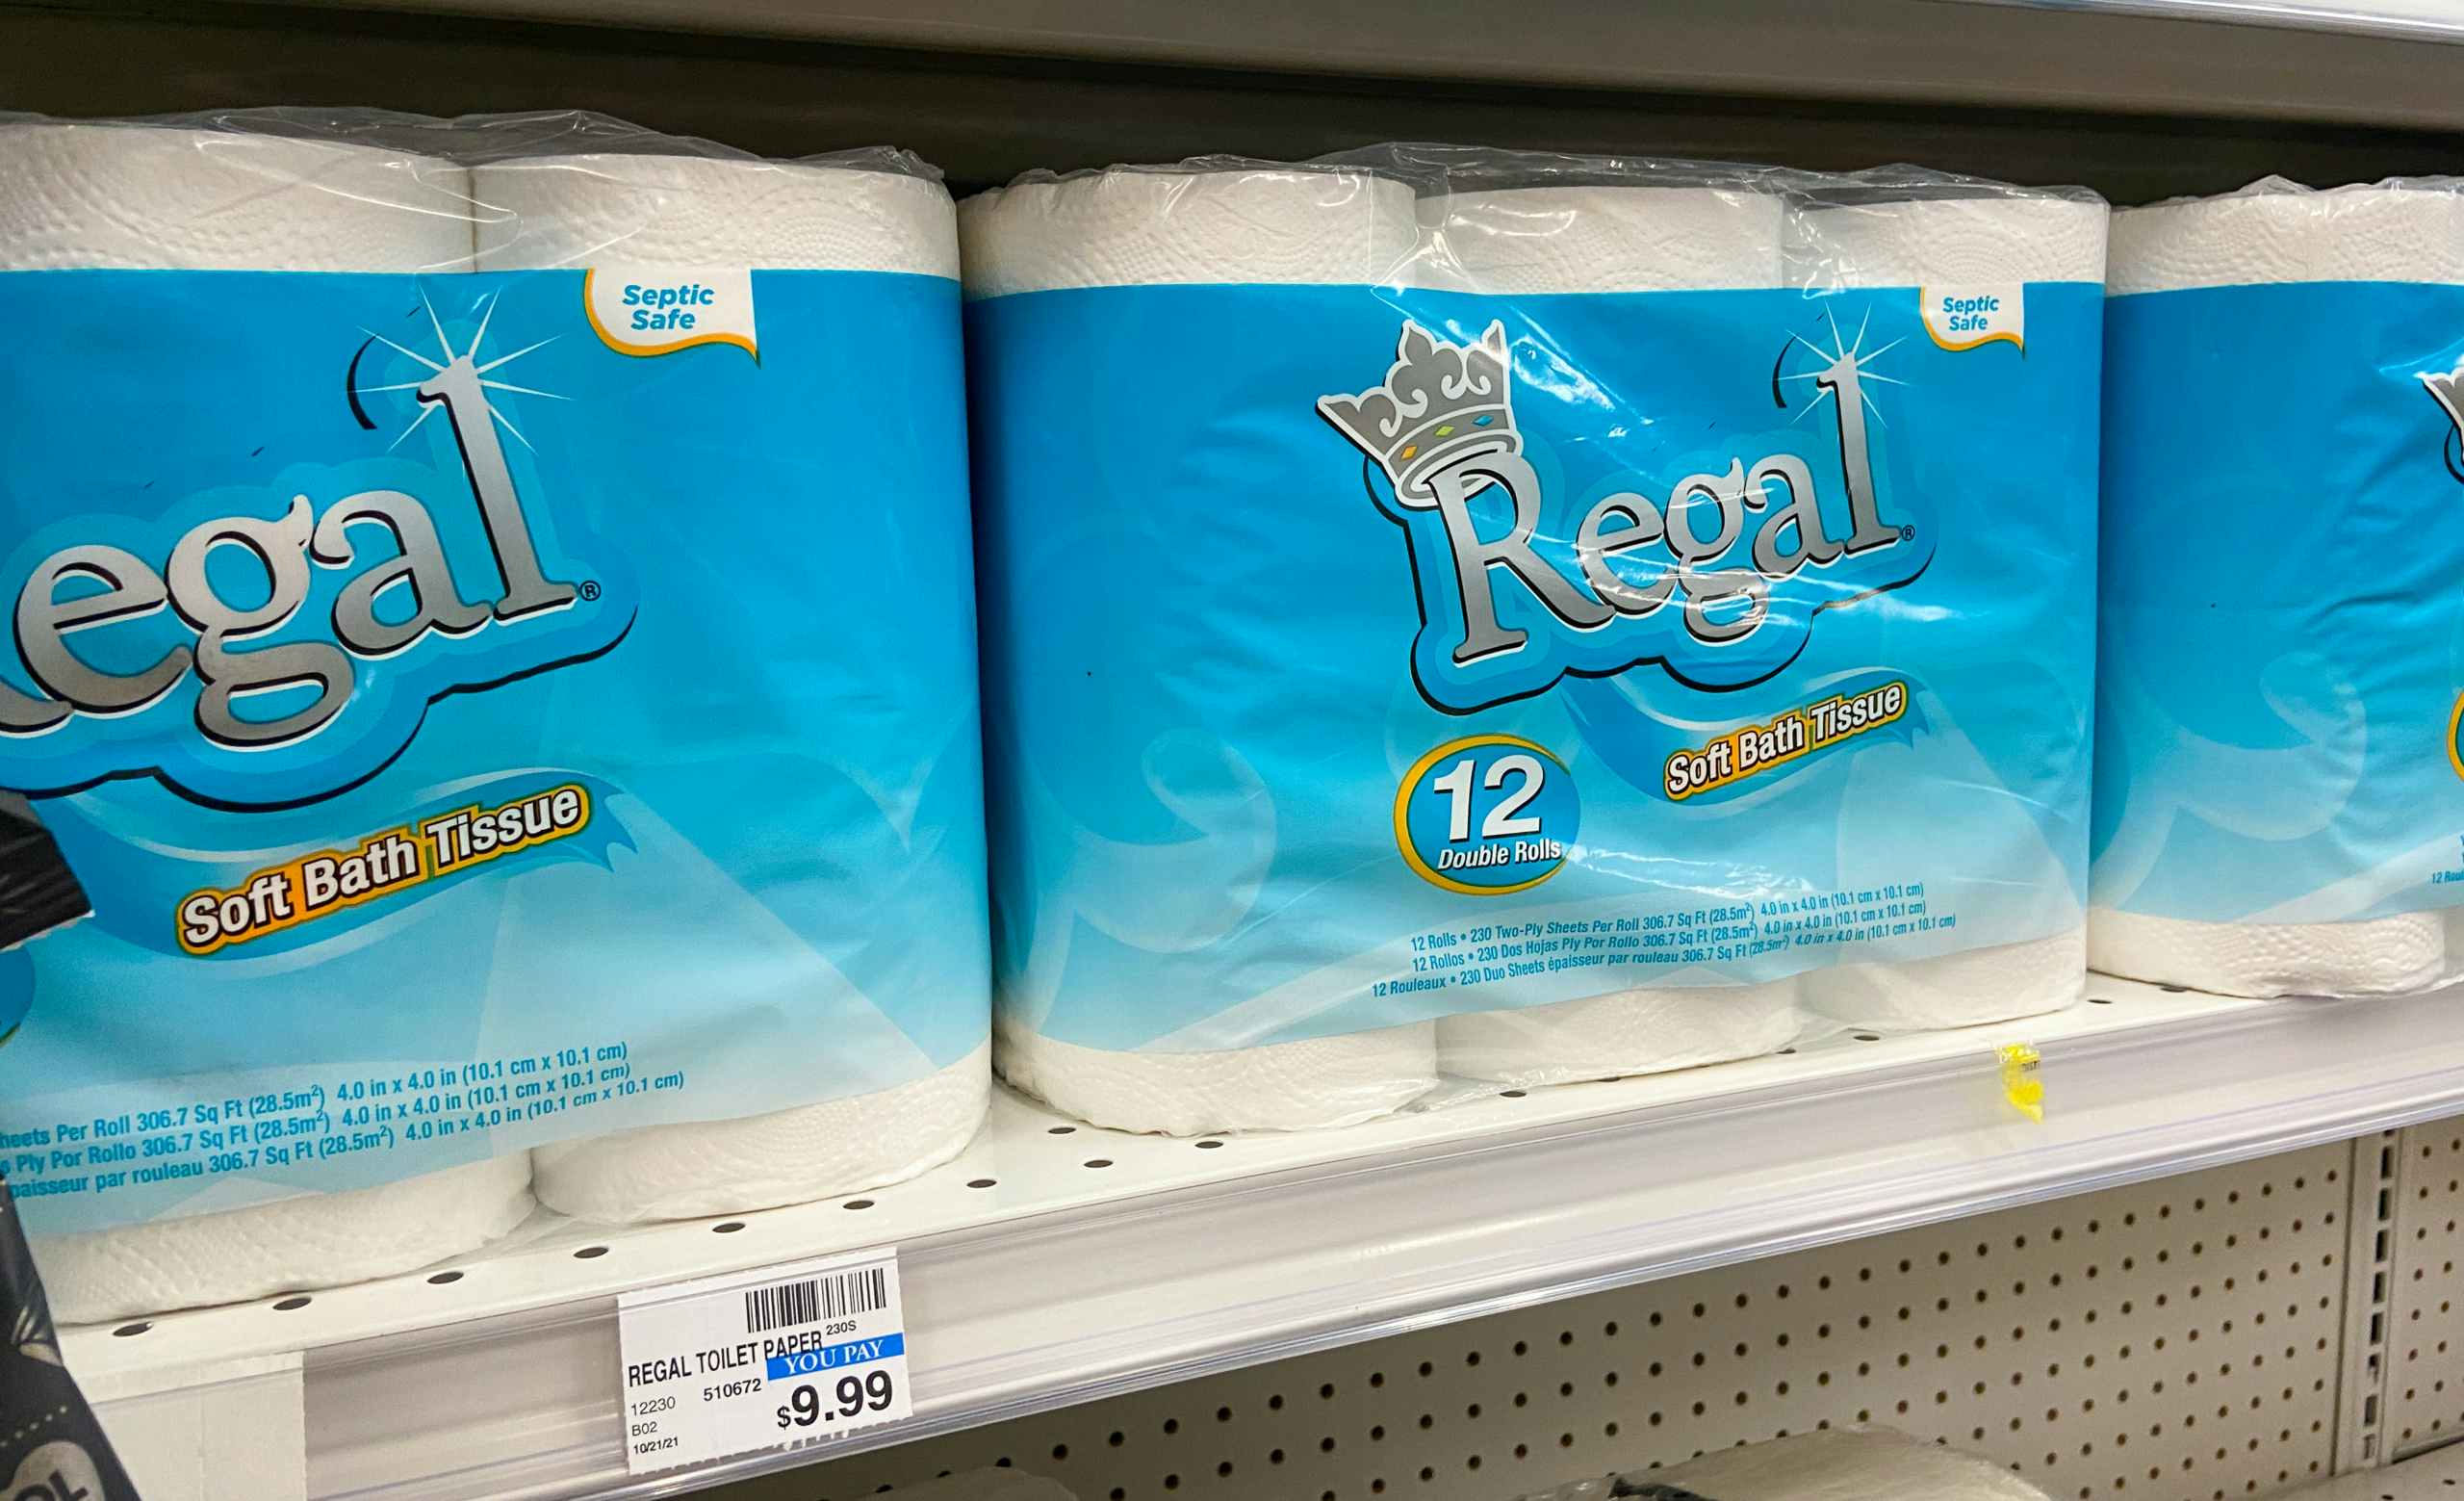 Septic
Safe
egal®
Soft Bath Tissue
heets Per Roll 306.7 Sq Ft (28.5m²) 4.0 in x 4.0 in (10.1 cm x 10.1 cm)
s Ply Por Rollo 306.7 Sq Ft (28.5m²) 4.0 in x 4.0 in (10.1 cm x 10.1 cm)
paisseur par rouleau 306.7 Sq Ft (28.5m²) 4.0 in x 4.0 in (10.1 cm x 10.1 cm)
Septic
Safe
Regal®
Soft Bath Tissue
12
Double Rolls
12 Rolls • 230 Two-Ply Sheets Per Roll 306.7 Sq Ft (28.5m²) 4.0 in x 4.0 in (10.1 cm x 10.1 cm)
12 Rollos • 230 Dos Hojas Ply Por Rollo 306.7 Sq Ft (28.5m²) 4.0 in x 4.0 in (10.1 cm x 10.1 cm)
12 Rouleaux • 230 Duo Sheets épaisseur par rouleau 306.7 Sq Ft (28.5m²) 4.0 in x 4.0 in (10.1 cm x 10.1 cm)
12 Roul
REGAL TOILET PAPER 230S
YOU PAY
12230 510672
$9.99
B02
10/21/21